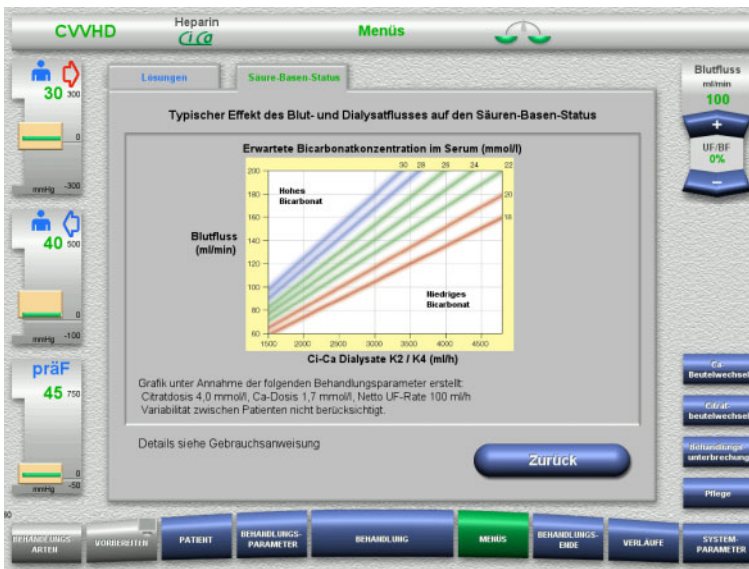 CVVHD
Heparin
CiCa
Menüs
30
300
0
mmHg -300
40
500
0
mmHg -100
präF
45
750
0
mmHg -50
Lösungen
Säure-Basen-Status
Typischer Effekt des Blut- und Dialysatflusses auf den Säuren-Basen-Status
Erwartete Bicarbonatkonzentration im Serum (mmol/l)
30 28 26 24 22
20
18
Hohes
Bicarbonat
Niedriges
Bicarbonat
Blutfluss
(ml/min)
200
180
160
140
120
100
80
60
1500 2000 2500 3000 3500 4000 4500
Ci-Ca Dialysate K2 / K4 (ml/h)
Grafik unter Annahme der folgenden Behandlungsparameter erstellt:
Citratdosis 4,0 mmol/l, Ca-Dosis 1,7 mmol/l, Netto UF-Rate 100 ml/h
Variabilität zwischen Patienten nicht berücksichtigt.
Details siehe Gebrauchsanweisung
Zurück
Blutfluss
ml/min
100
+
UF/BF
0%
−
Ca-
Beutelwechsel
Citrat-
beutelwechsel
Behandlungs-
unterbrechung
Pflege
BEHANDLUNGS-
ARTEN
VORBEREITEN
PATIENT
BEHANDLUNGS-
PARAMETER
BEHANDLUNG
MENÜS
BEHANDLUNGS-
ENDE
VERLÄUFE
SYSTEM-
PARAMETER